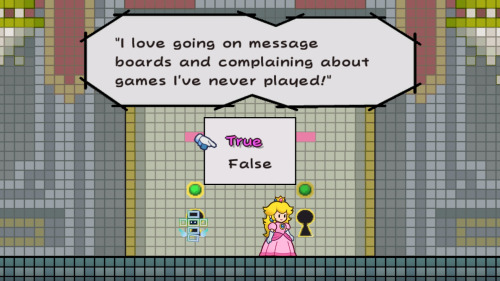 "I love going on message
boards and complaining about
games I've never played!"
True
False